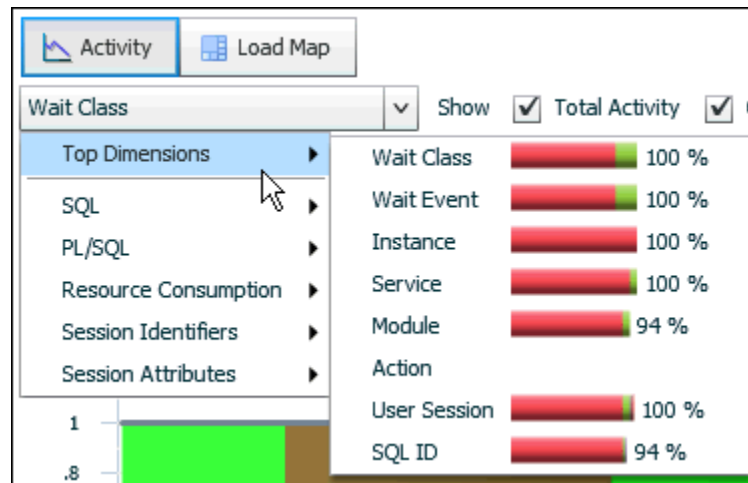 Activity Load Map
Wait Class Show Total Activity
Top Dimensions
SQL
PL/SQL
Resource Consumption
Session Identifiers
Session Attributes
Wait Class 100 %
Wait Event 100 %
Instance 100 %
Service 100 %
Module 94 %
Action
User Session 100 %
SQL ID 94 %
1
.8